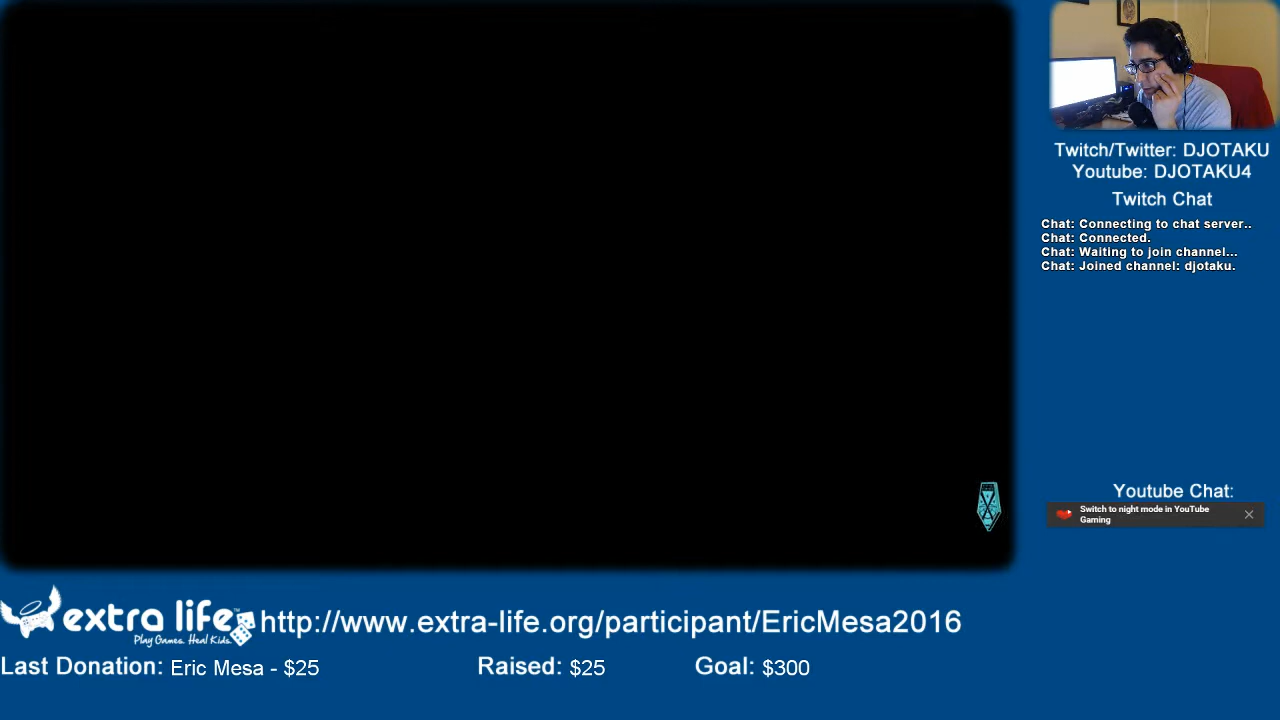 Twitch/Twitter: DJOTAKU
Youtube: DJOTAKU4
Twitch Chat
Chat: Connecting to chat server..
Chat: Connected.
Chat: Waiting to join channel...
Chat: Joined channel: djotaku.
Youtube Chat:
Switch to night mode in YouTube
Gaming
extra life
Play Games. Heal Kids.
http://www.extra-life.org/participant/EricMesa2016
Last Donation: Eric Mesa - $25
Raised: $25
Goal: $300